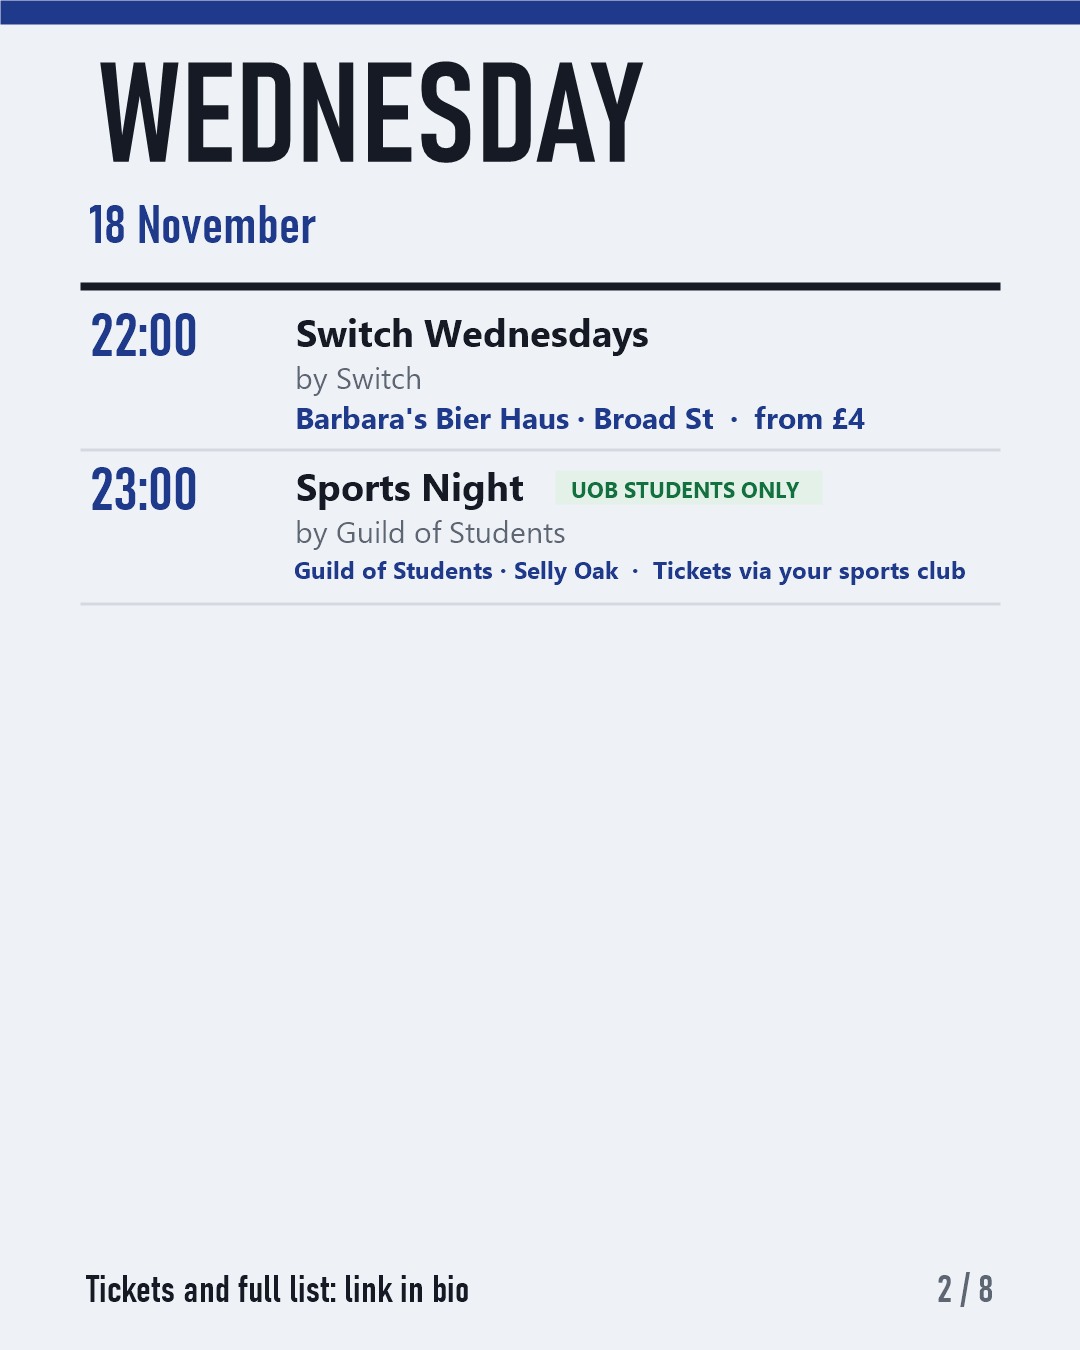 WEDNESDAY
18 November
22:00 Switch Wednesdays
by Switch
Barbara's Bier Haus · Broad St · from £4
23:00 Sports Night UOB STUDENTS ONLY
by Guild of Students
Guild of Students · Selly Oak · Tickets via your sports club
Tickets and full list: link in bio 2 / 8